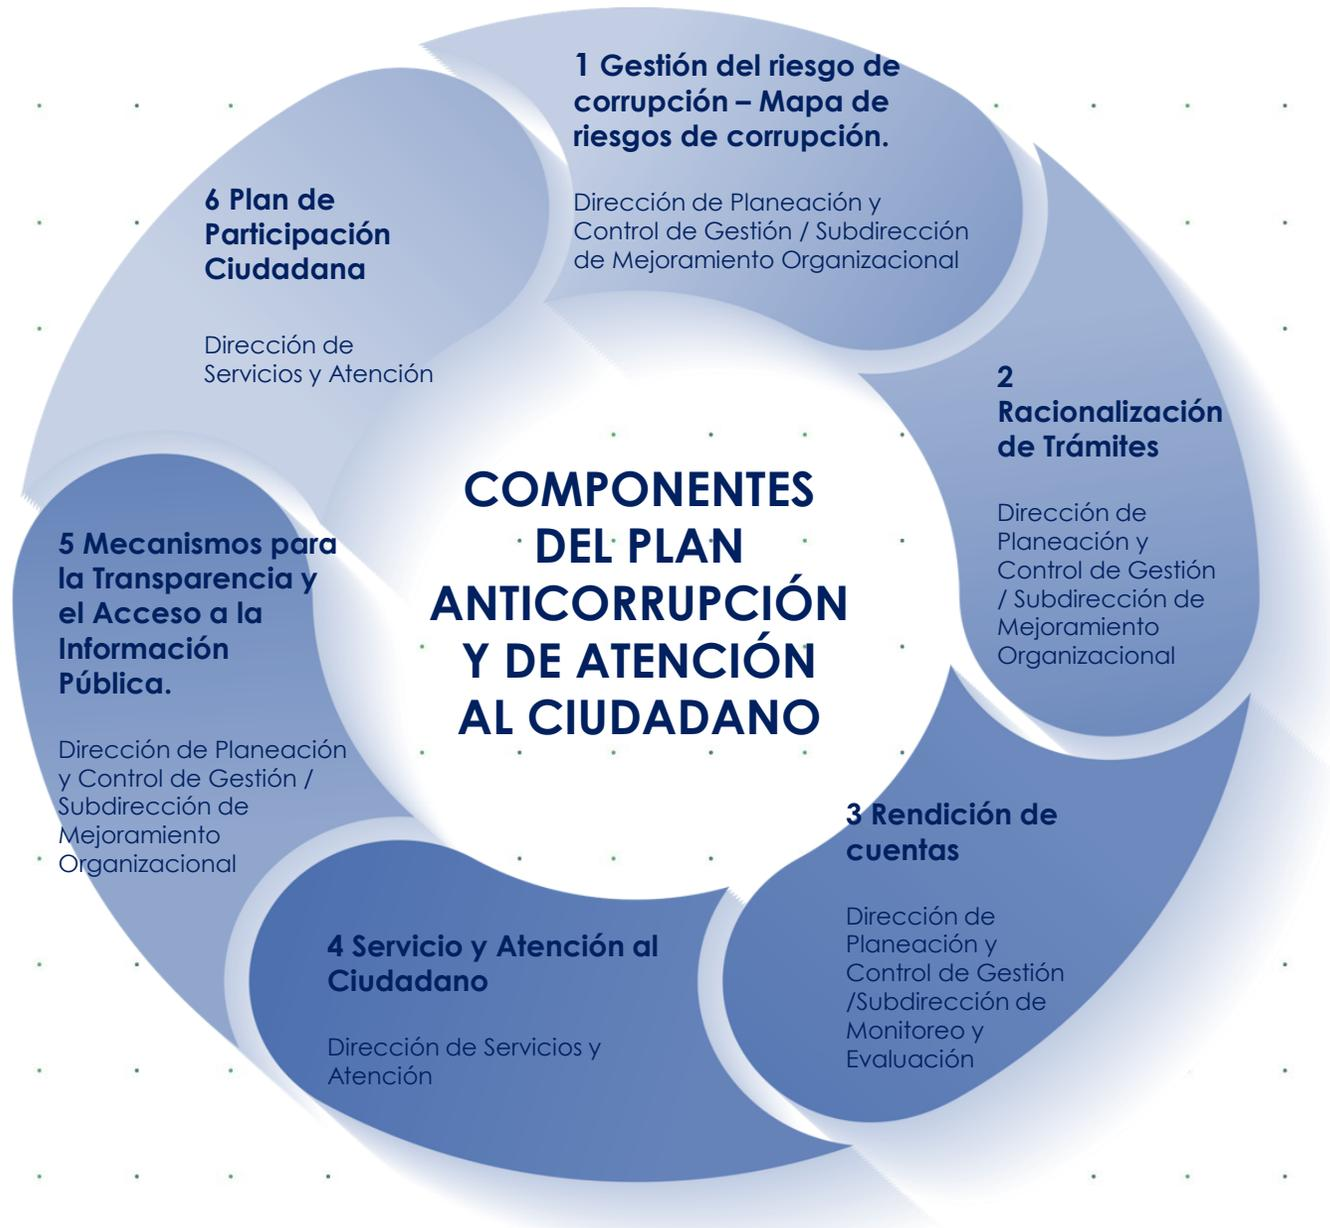 1 Gestión del riesgo de
corrupción – Mapa de
riesgos de corrupción.
Dirección de Planeación y
Control de Gestión / Subdirección
de Mejoramiento Organizacional
2
Racionalización
de Trámites
Dirección de
Planeación y
Control de Gestión
/ Subdirección de
Mejoramiento
Organizacional
3 Rendición de
cuentas
Dirección de
Planeación y
Control de Gestión
/Subdirección de
Monitoreo y
Evaluación
4 Servicio y Atención al
Ciudadano
Dirección de Servicios y
Atención
5 Mecanismos para
la Transparencia y
el Acceso a la
Información
Pública.
Dirección de Planeación
y Control de Gestión /
Subdirección de
Mejoramiento
Organizacional
6 Plan de
Participación
Ciudadana
Dirección de
Servicios y Atención
COMPONENTES
DEL PLAN
ANTICORRUPCIÓN
Y DE ATENCIÓN
AL CIUDADANO